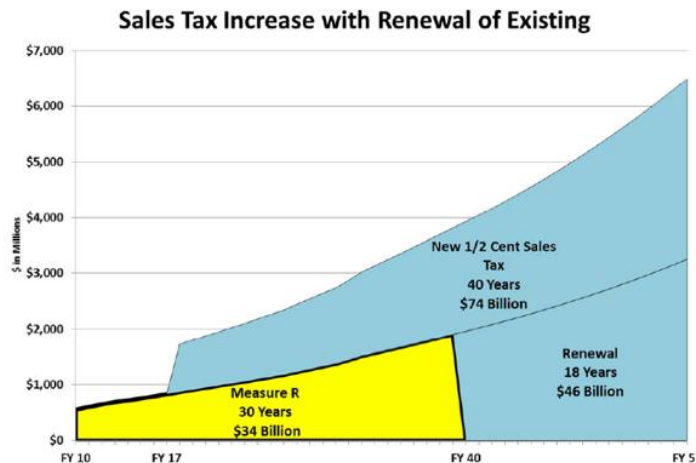 Sales Tax Increase with Renewal of Existing
$7,000
$6,000
$5,000
$4,000
$3,000
$2,000
$1,000
$0
$ in Millions
New 1/2 Cent Sales
Tax
40 Years
$74 Billion
Renewal
18 Years
$46 Billion
Measure R
30 Years
$34 Billion
FY 10
FY 17
FY 40
FY 5